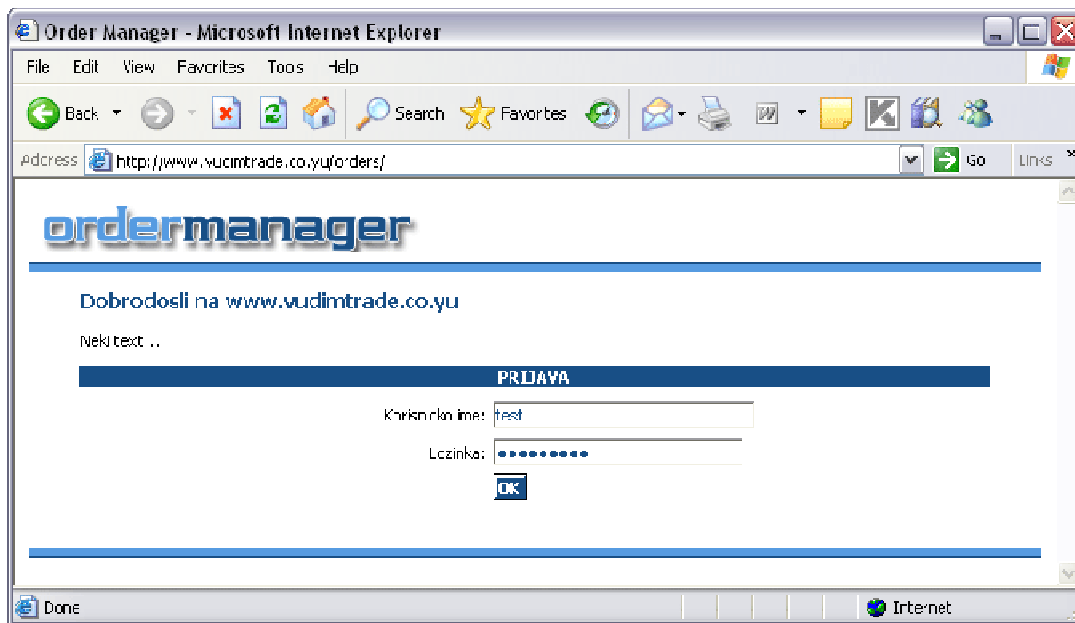 Order Manager - Microsoft Internet Explorer
File Edit View Favorites Tools Help
Back Search Favorites
Address http://www.vudimtrade.co.yu/orders/ Go Links
ordermanager
Dobrodosli na www.vudimtrade.co.yu
Neki text ...
PRIJAVA
Korisnicko ime: test
Lozinka: •••••••••
OK
Done Internet